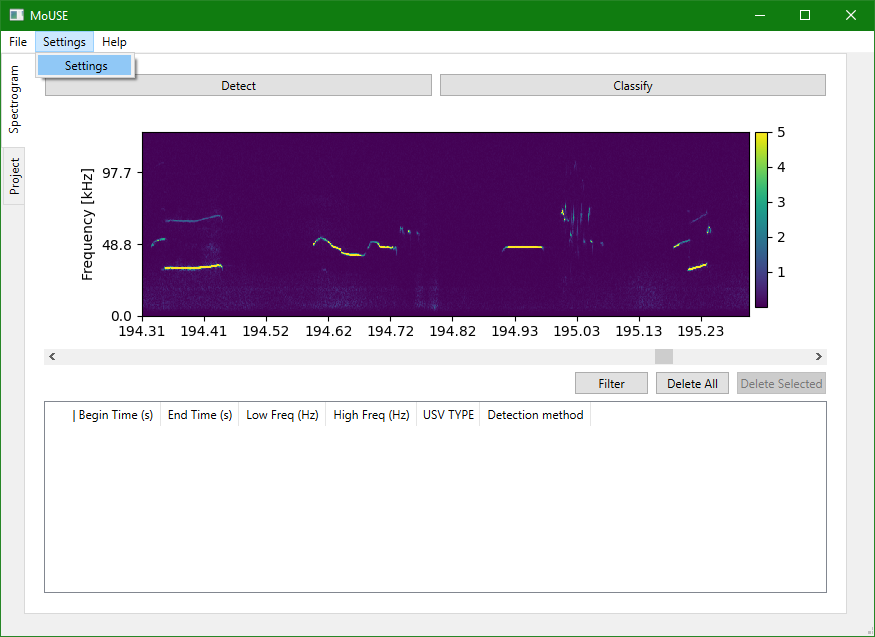 MoUSE
File Settings Help
Settings
Spectrogram
Project
Detect Classify
Frequency [kHz]
97.7
48.8
0.0
5
4
3
2
1
194.31 194.41 194.52 194.62 194.72 194.82 194.93 195.03 195.13 195.23
Filter Delete All Delete Selected
Begin Time (s) End Time (s) Low Freq (Hz) High Freq (Hz) USV TYPE Detection method